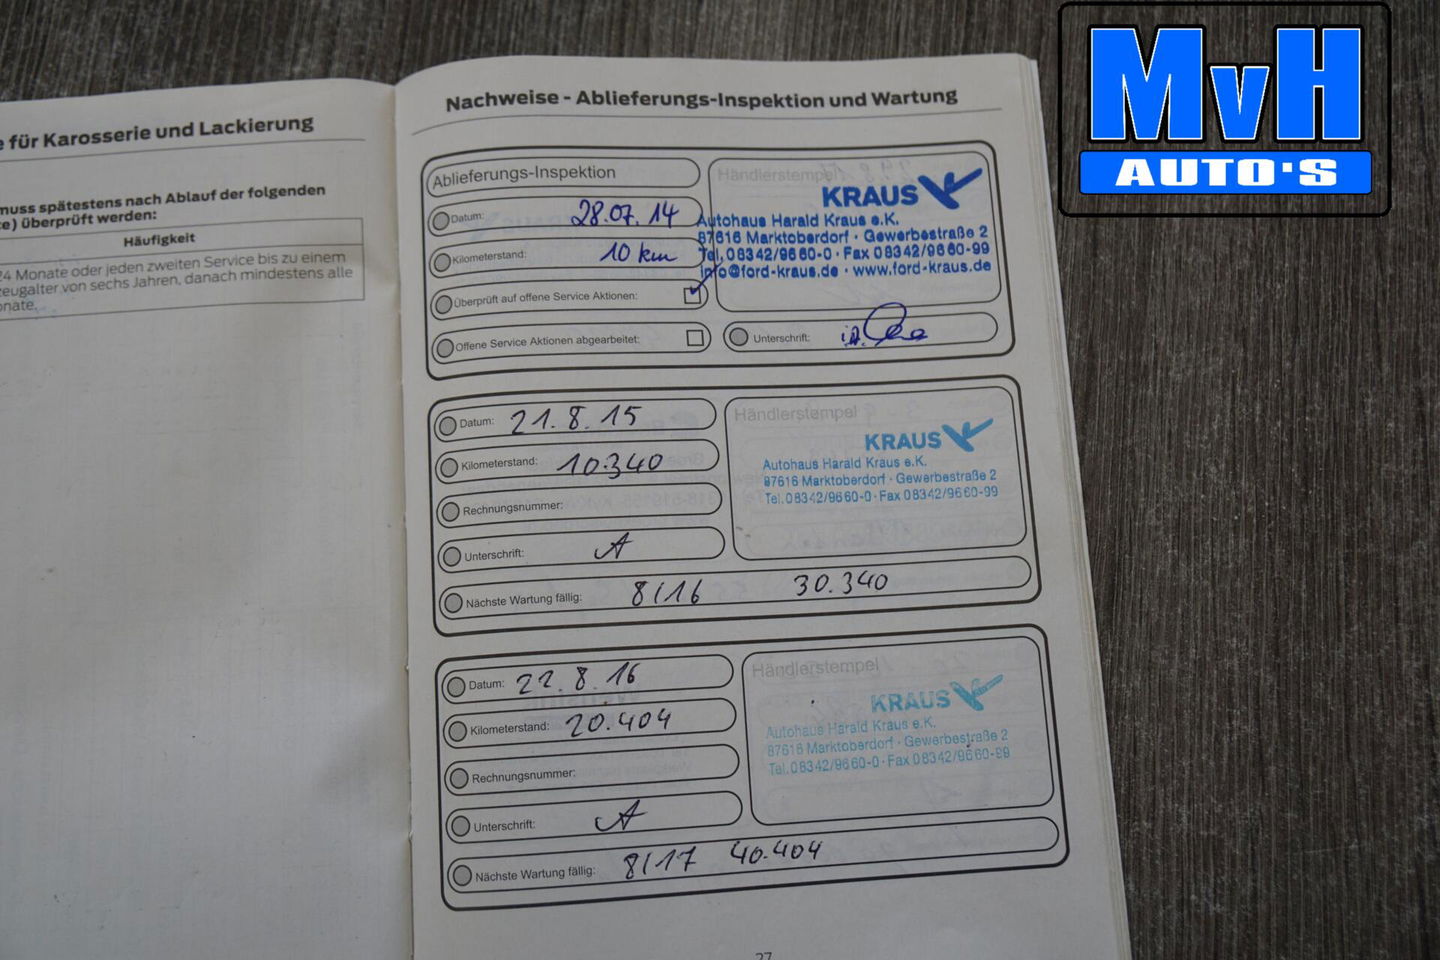 MvH
AUTO'S
e für Karosserie und Lackierung
muss spätestens nach Ablauf der folgenden
e) überprüft werden:
Häufigkeit
24 Monate oder jeden zweiten Service bis zu einem
zeugalter von sechs Jahren, danach mindestens alle
onate.
Nachweise - Ablieferungs-Inspektion und Wartung
Ablieferungs-Inspektion
Datum: 28.07.14
Kilometerstand: 10 km
Überprüft auf offene Service Aktionen:
Offene Service Aktionen abgearbeitet:
Händlerstempel
KRAUS
Autohaus Harald Kraus e.K.
87616 Marktoberdorf · Gewerbestraße 2
Tel. 08342/9660-0 · Fax 08342/9660-99
info@ford-kraus.de · www.ford-kraus.de
Unterschrift:
Datum: 21.8.15
Kilometerstand: 10.340
Rechnungsnummer:
Unterschrift:
Nächste Wartung fällig: 8/16 30.340
Händlerstempel
KRAUS
Autohaus Harald Kraus e.K.
87616 Marktoberdorf · Gewerbestraße 2
Tel. 08342/9660-0 · Fax 08342/9660-99
Datum: 22.8.16
Kilometerstand: 20.404
Rechnungsnummer:
Unterschrift:
Nächste Wartung fällig: 8/17 40.404
Händlerstempel
KRAUS
Autohaus Harald Kraus e.K.
87616 Marktoberdorf · Gewerbestraße 2
Tel. 08342/9660-0 · Fax 08342/9660-99
27